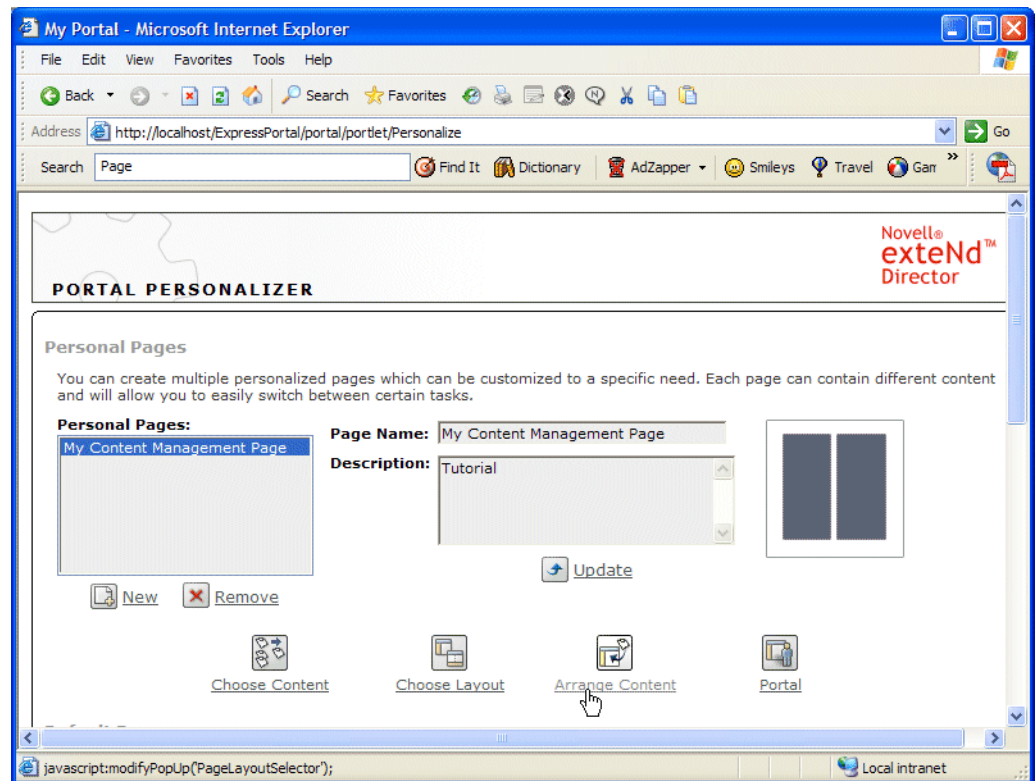 My Portal - Microsoft Internet Explorer
File Edit View Favorites Tools Help
Back Search Favorites
Address http://localhost/ExpressPortal/portal/portlet/Personalize Go
Search Page Find It Dictionary AdZapper Smileys Travel Gam »
Novell®
exteNd™
Director
PORTAL PERSONALIZER
Personal Pages
You can create multiple personalized pages which can be customized to a specific need. Each page can contain different content
and will allow you to easily switch between certain tasks.
Personal Pages:
My Content Management Page
Page Name: My Content Management Page
Description: Tutorial
Update
New Remove
Choose Content Choose Layout Arrange Content Portal
javascript:modifyPopUp('PageLayoutSelector'); Local intranet